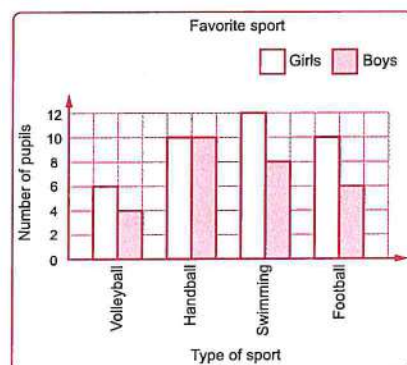 Favorite sport
Girls
Boys
Number of pupils
12
10
8
6
4
2
0
Volleyball
Handball
Swimming
Football
Type of sport